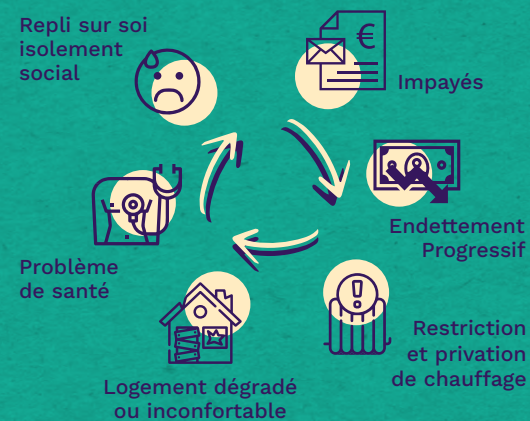 Repli sur soi
isolement
social
Impayés
€
Endettement
Progressif
Restriction
et privation
de chauffage
Logement dégradé
ou inconfortable
Problème
de santé